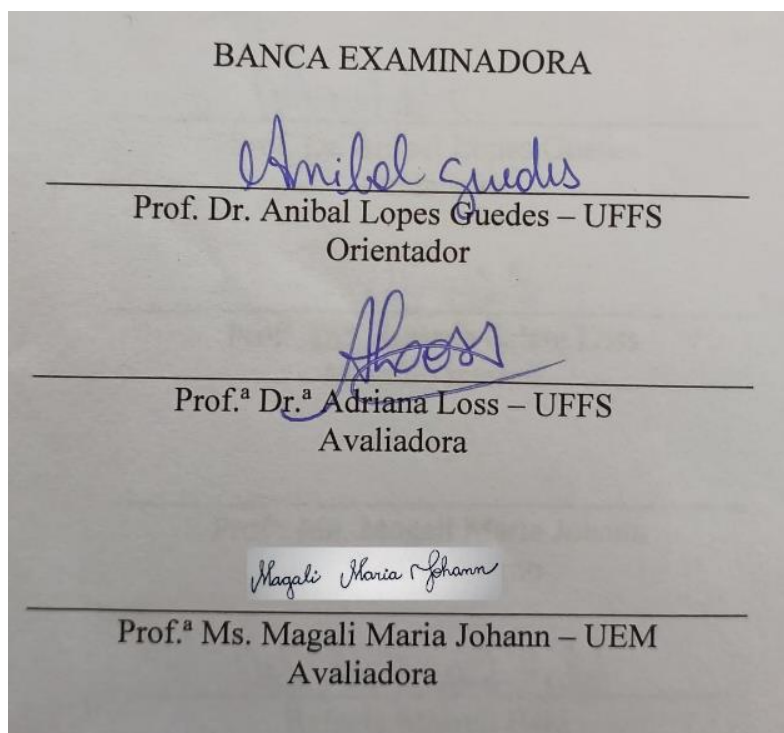 BANCA EXAMINADORA
Anibal Guedes
Prof. Dr. Anibal Lopes Guedes – UFFS
Orientador
ALoss
Prof.ª Dr.ª Adriana Loss – UFFS
Avaliadora
Magali Maria Johann
Prof.ª Ms. Magali Maria Johann – UEM
Avaliadora